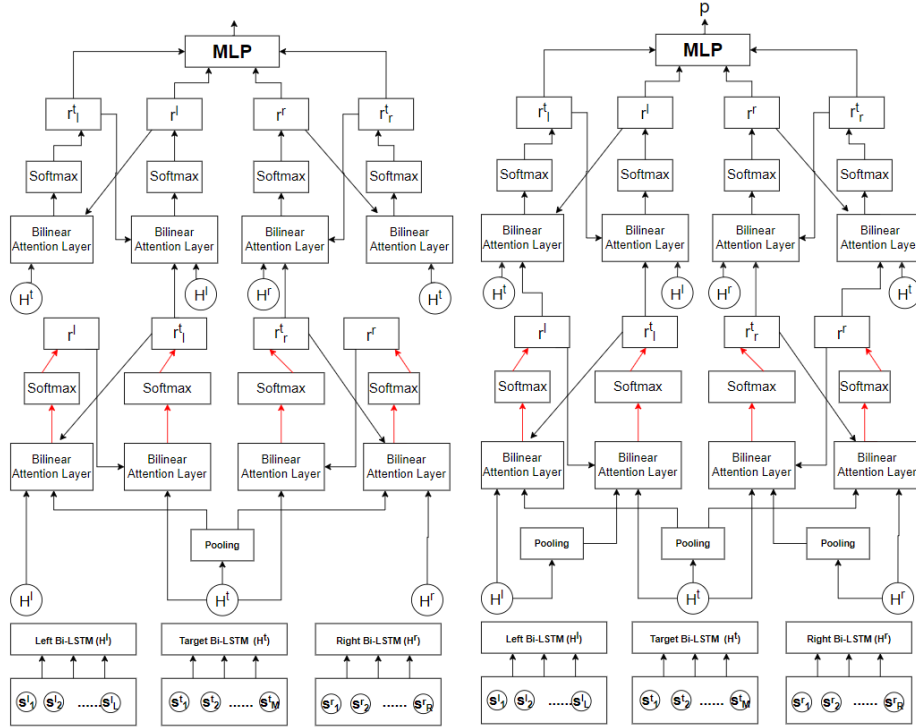 p
MLP
MLP
r^t_l r^l r^r r^t_r
r^t_l r^l r^r r^t_r
Softmax Softmax Softmax Softmax
Softmax Softmax Softmax Softmax
Bilinear Attention Layer Bilinear Attention Layer Bilinear Attention Layer Bilinear Attention Layer
Bilinear Attention Layer Bilinear Attention Layer Bilinear Attention Layer Bilinear Attention Layer
H^t H^l H^r H^t
H^t H^l H^r H^t
r^l r^t_l r^t_r r^r
r^l r^t_l r^t_r r^r
Softmax Softmax Softmax Softmax
Softmax Softmax Softmax Softmax
Bilinear Attention Layer Bilinear Attention Layer Bilinear Attention Layer Bilinear Attention Layer
Bilinear Attention Layer Bilinear Attention Layer Bilinear Attention Layer Bilinear Attention Layer
Pooling
Pooling Pooling Pooling
H^l H^t H^r
H^l H^t H^r
Left Bi-LSTM (H^l) Target Bi-LSTM (H^t) Right Bi-LSTM (H^r)
Left Bi-LSTM (H^l) Target Bi-LSTM (H^t) Right Bi-LSTM (H^r)
s^l_1 s^l_2 ...... s^l_L s^t_1 s^t_2 ...... s^t_M s^r_1 s^r_2 ...... s^r_R
s^l_1 s^l_2 ...... s^l_L s^t_1 s^t_2 ...... s^t_M s^r_1 s^r_2 ...... s^r_R